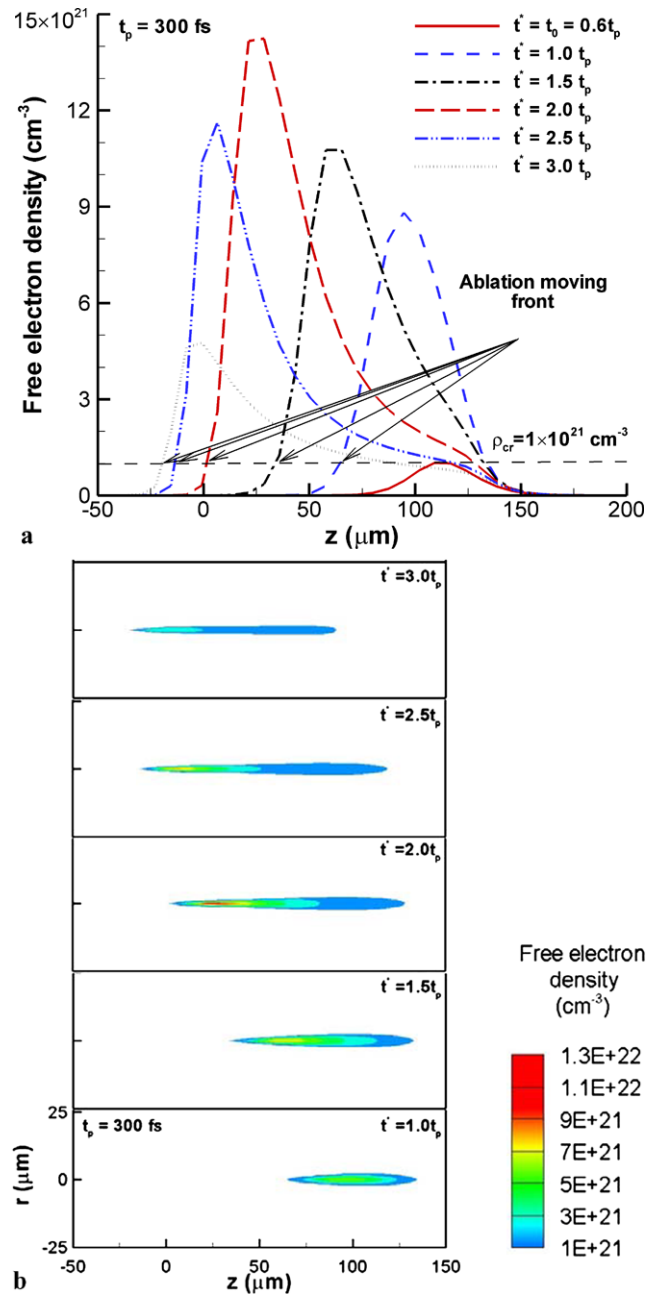 15×10²¹
t_p = 300 fs
t* = t₀ = 0.6t_p
t* = 1.0 t_p
t* = 1.5 t_p
t* = 2.0 t_p
t* = 2.5 t_p
t* = 3.0 t_p
12
9
6
3
0
Free electron density (cm⁻³)
Ablation moving
front
ρ_cr=1×10²¹ cm⁻³
-50 0 50 100 150 200
a z (μm)
t* =3.0t_p
t* =2.5t_p
t* =2.0t_p
t* =1.5t_p
t_p = 300 fs t* =1.0t_p
25
0
-25
r (μm)
-50 0 50 100 150
b z (μm)
Free electron
density
(cm⁻³)
1.3E+22
1.1E+22
9E+21
7E+21
5E+21
3E+21
1E+21